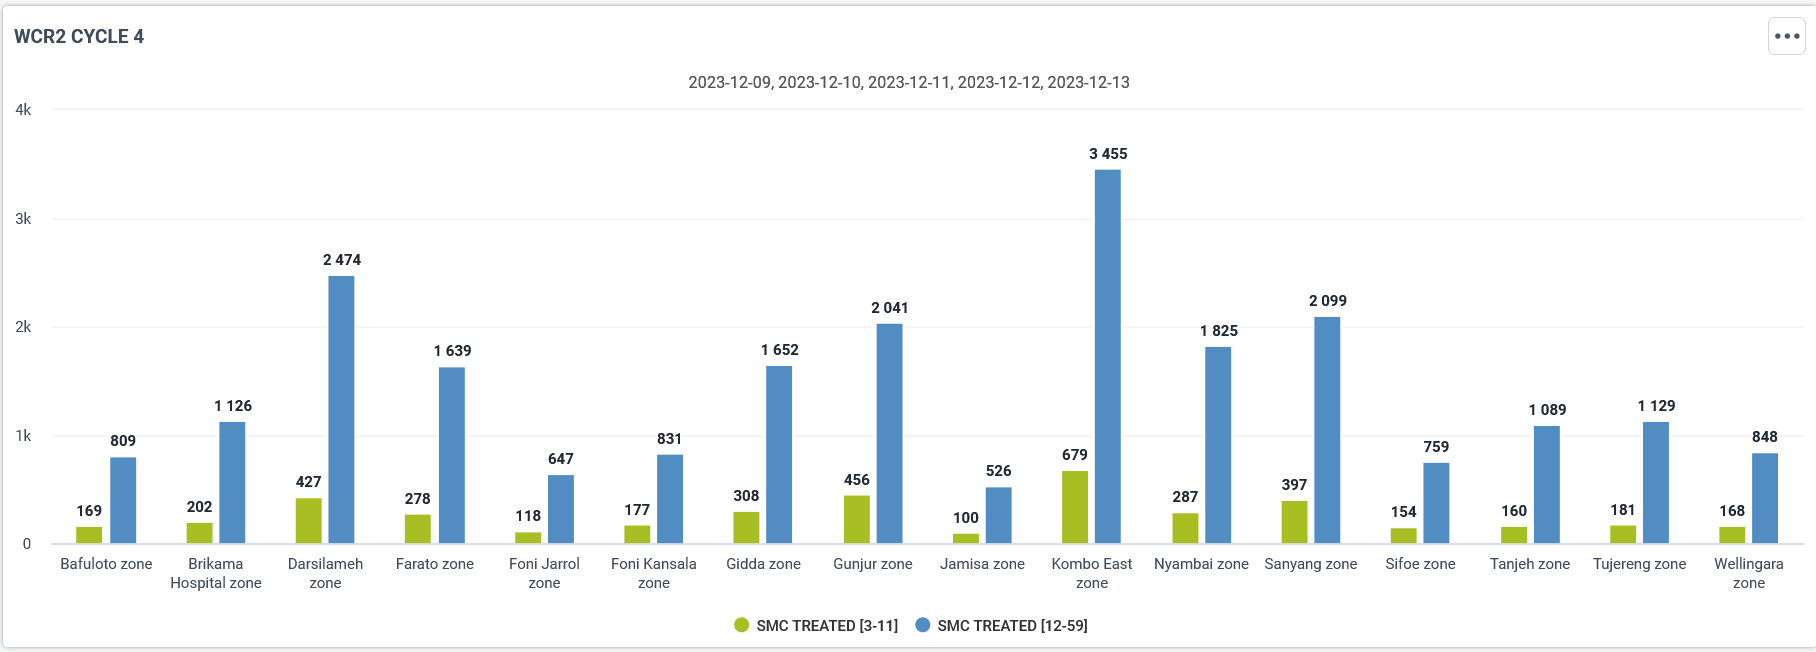 WCR2 CYCLE 4
2023-12-09, 2023-12-10, 2023-12-11, 2023-12-12, 2023-12-13
4k
3k
2k
1k
0
169
809
202
1 126
427
2 474
278
1 639
118
647
177
831
308
1 652
456
2 041
100
526
679
3 455
287
1 825
397
2 099
154
759
160
1 089
181
1 129
168
848
Bafuloto zone
Brikama
Hospital zone
Darsilameh
zone
Farato zone
Foni Jarrol
zone
Foni Kansala
zone
Gidda zone
Gunjur zone
Jamisa zone
Kombo East
zone
Nyambai zone
Sanyang zone
Sifoe zone
Tanjeh zone
Tujereng zone
Wellingara
zone
SMC TREATED [3-11]
SMC TREATED [12-59]